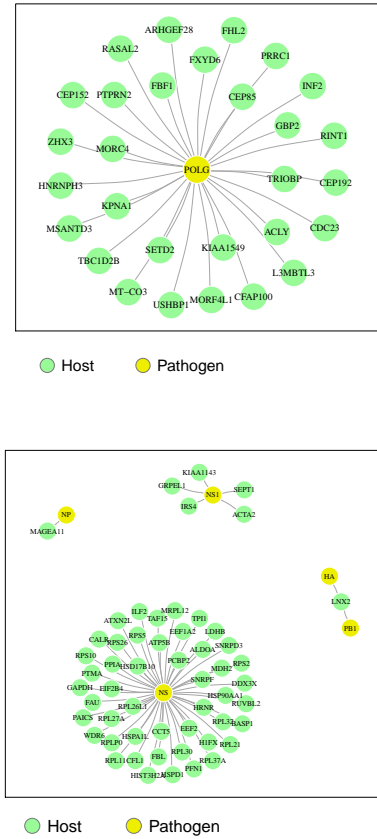 ARHGEF28
FHL2
RASAL2
FXYD6
PRRC1
CEP152
PTPRN2
FBF1
CEP85
INF2
GBP2
RINT1
ZHX3
MORC4
POLG
HNRNPH3
TRIOBP
CEP192
KPNA1
MSANTD3
ACLY
CDC23
TBC1D2B
SETD2
KIAA1549
L3MBTL3
MT−CO3
USHBP1
MORF4L1
CFAP100
Host Pathogen
KIAA1143
GRPEL1
NS1
SEPT1
IRS4
ACTA2
NP
MAGEA11
HA
LNX2
PB1
ILF2
MRPL12
ATXN2L
TAF15
TPI1
RPS5
EEF1A2
LDHB
CALR
RPS26
ATP5B
ALDOA
SNRPD3
RPS10
PPIA
HSD17B10
PCBP2
MDH2
RPS2
PTMA
SNRPF
DDX3X
GAPDH
EIF2B4
NS
HSP90AA1
FAU
RPL26L1
HRNR
RUVBL2
PAICS
RPL27A
RPL32
BASP1
WDR6
HSPA1L
CCT5
EEF2
H1FX
RPL21
RPLP0
RPL11
CFL1
FBL
RPL30
RPL37A
HIST3H2A
HSPD1
PFN1
Host Pathogen